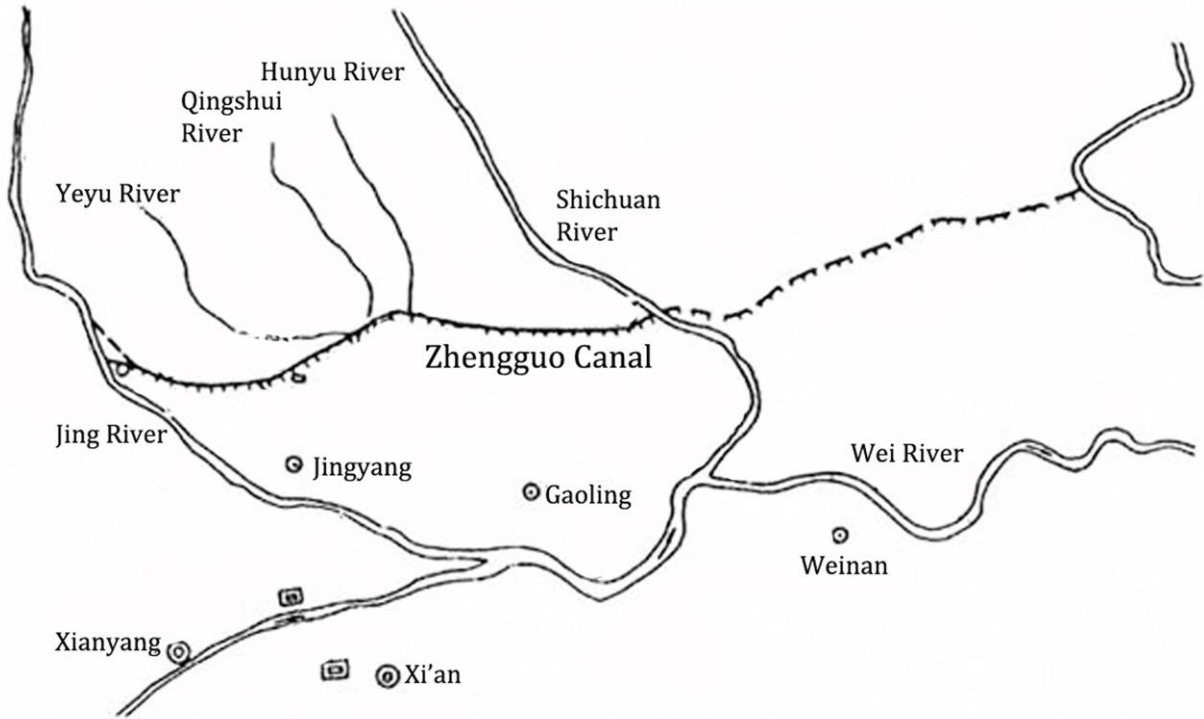 Hunyu River
Qingshui
River
Yeyu River
Shichuan
River
Zhengguo Canal
Jing River
Jingyang
Gaoling
Wei River
Weinan
Xianyang
Xi’an